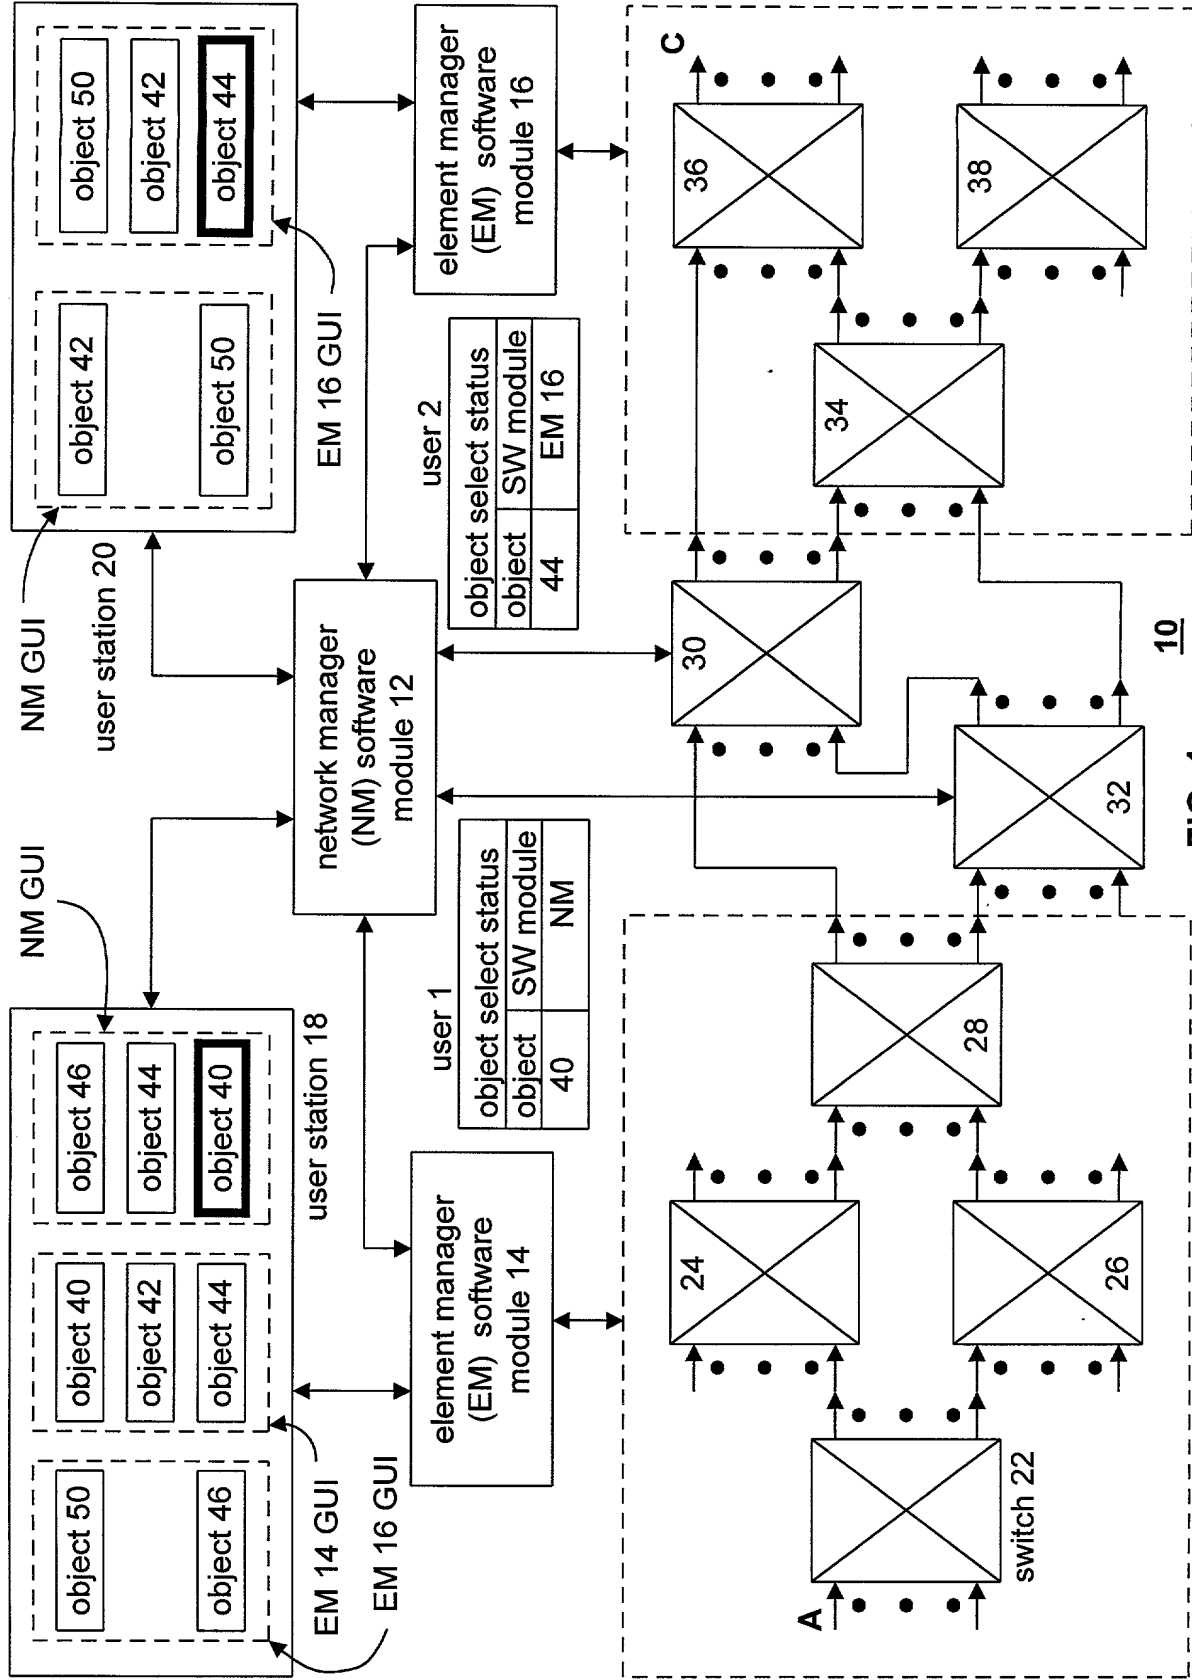 object 50
object 46
object 40
object 42
object 44
object 46
object 44
object 40
NM GUI
NM GUI
object 42
object 50
object 50
object 42
object 44
EM 14 GUI
EM 16 GUI
user station 18
user station 20
EM 16 GUI
element manager
(EM) software
module 14
network manager
(NM) software
module 12
element manager
(EM) software
module 16
user 1
object select status
object SW module
40 NM
user 2
object select status
object SW module
44 EM 16
A
switch 22
24
26
28
30
32
34
36
38
C
10
FIG.